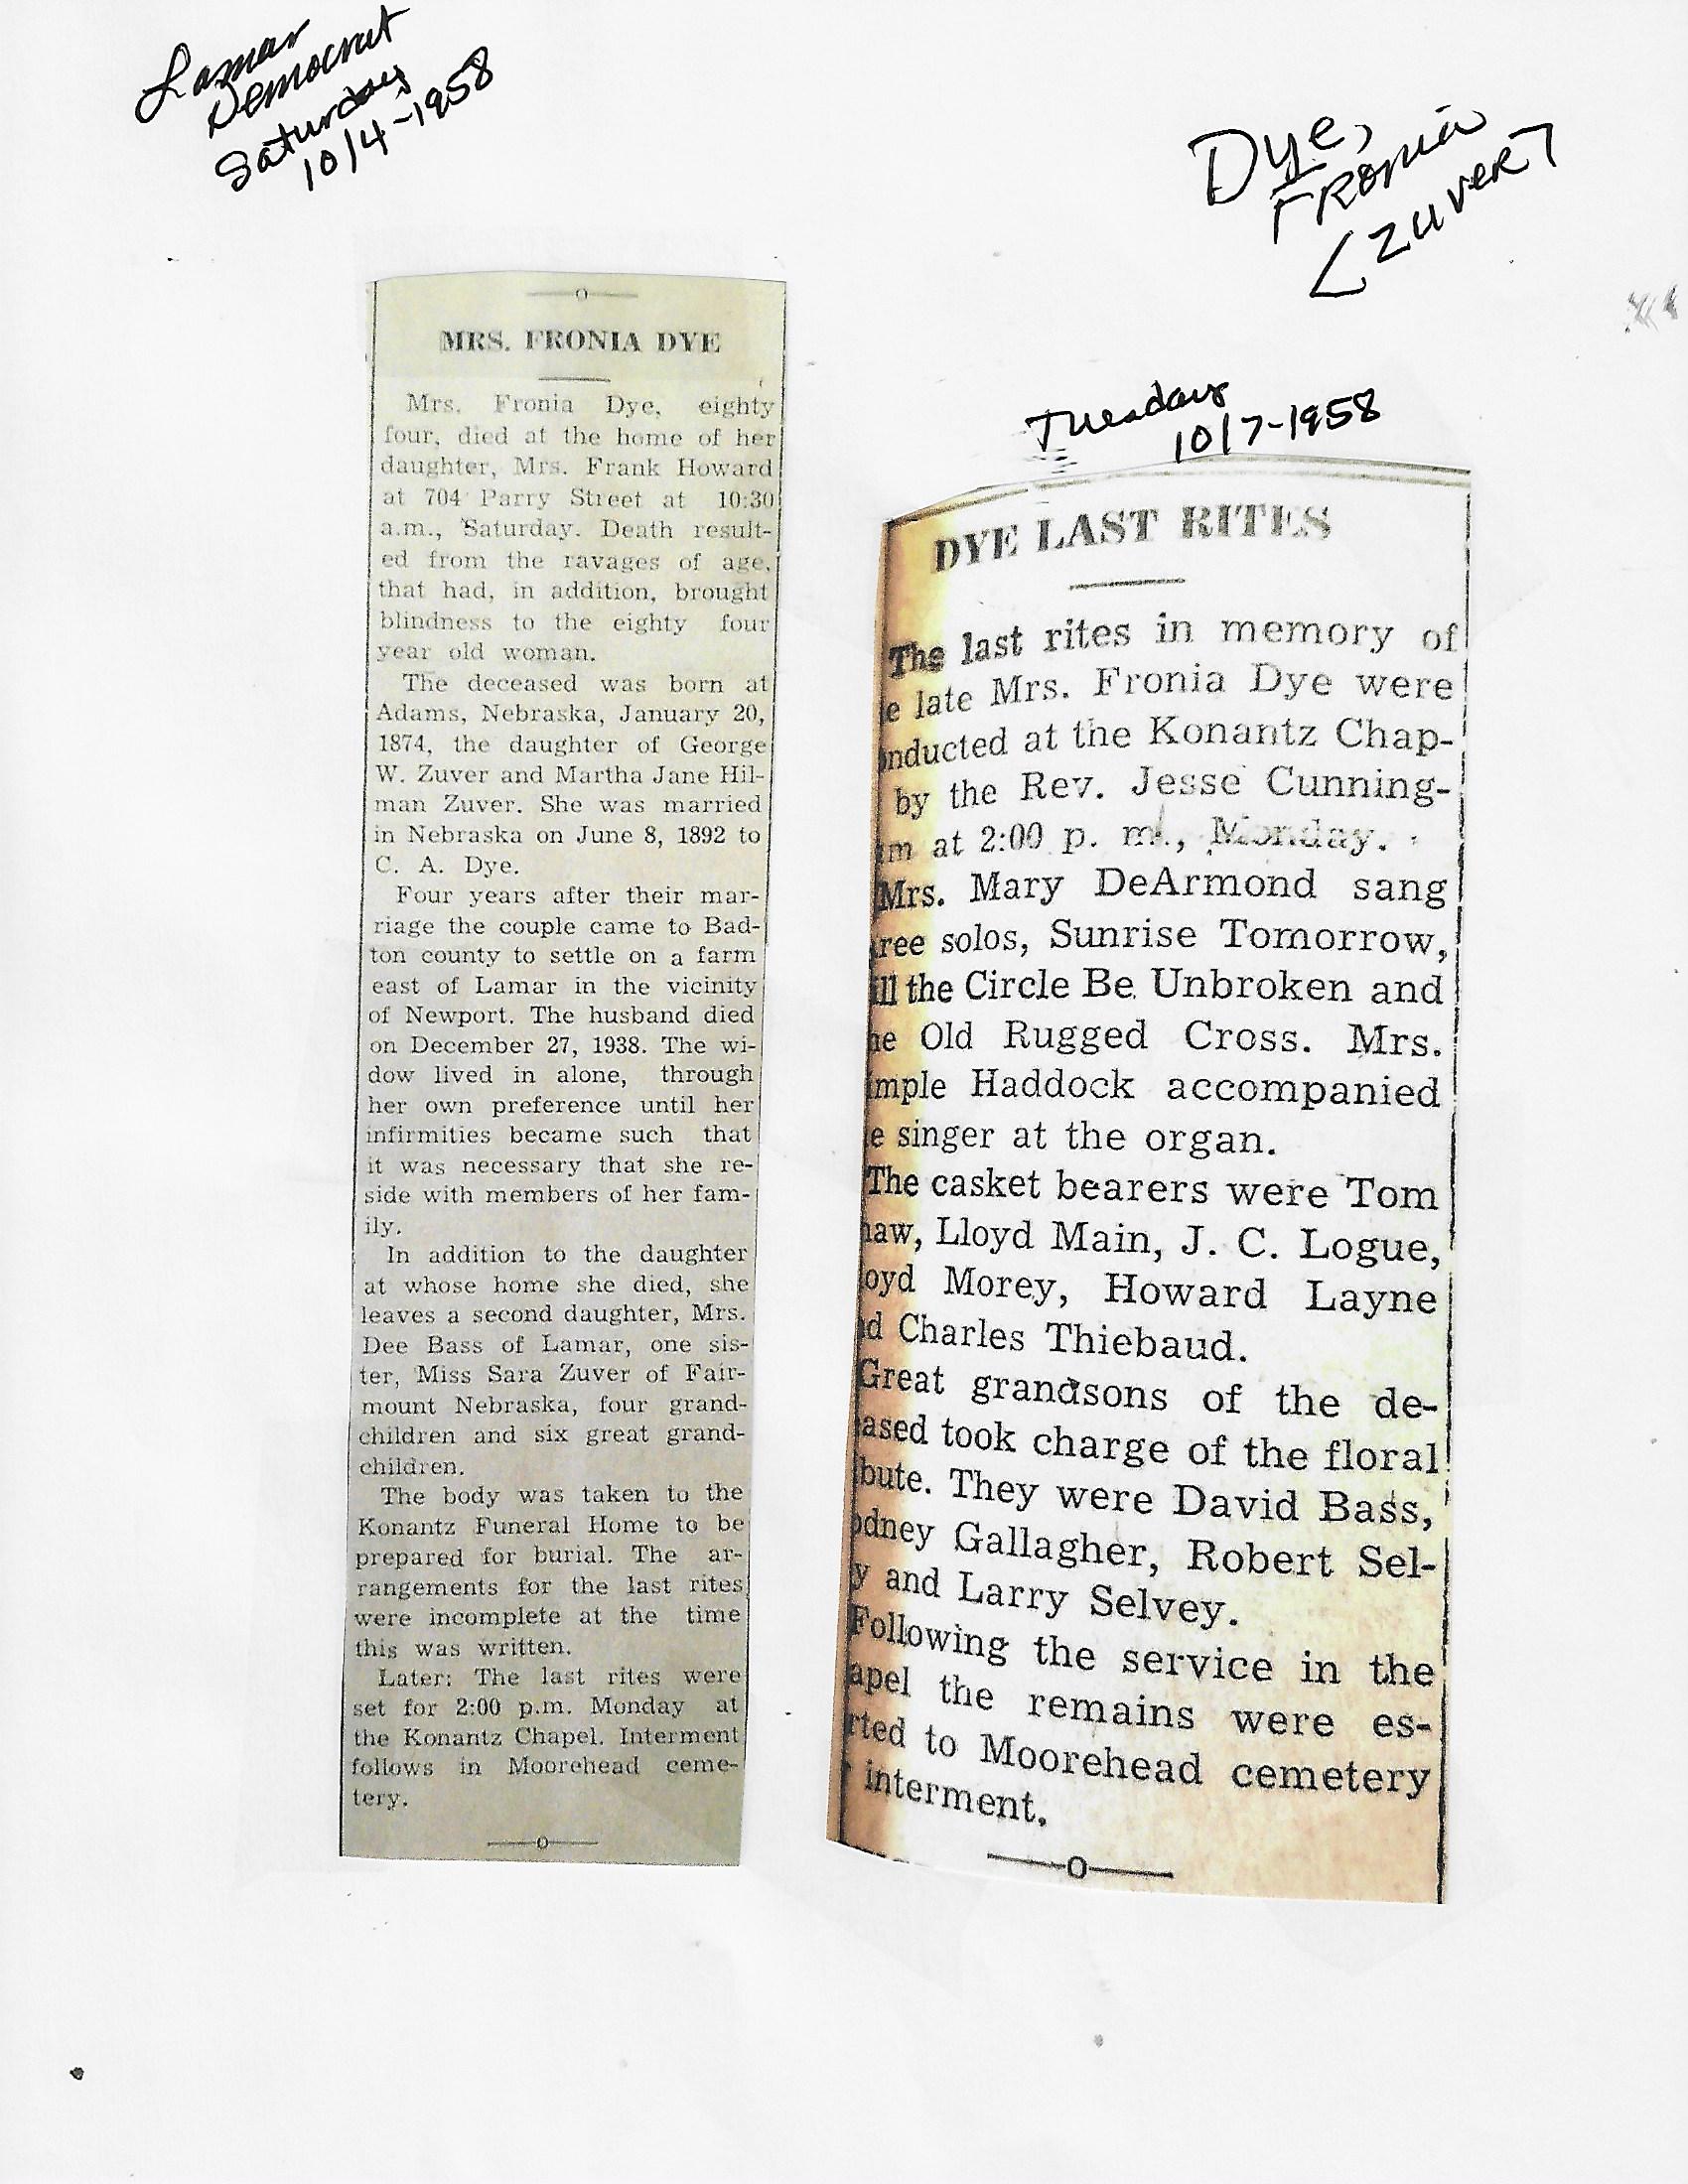 Lamar
Democrat
Saturday
10/4-1958
Dye,
Fronia
[Zuver]
—o—
MRS. FRONIA DYE
Mrs. Fronia Dye, eighty
four, died at the home of her
daughter, Mrs. Frank Howard
at 704 Parry Street at 10:30
a.m., Saturday. Death result-
ed from the ravages of age,
that had, in addition, brought
blindness to the eighty four
year old woman.
The deceased was born at
Adams, Nebraska, January 20,
1874, the daughter of George
W. Zuver and Martha Jane Hil-
man Zuver. She was married
in Nebraska on June 8, 1892 to
C. A. Dye.
Four years after their mar-
riage the couple came to Bad-
ton county to settle on a farm
east of Lamar in the vicinity
of Newport. The husband died
on December 27, 1938. The wi-
dow lived in alone, through
her own preference until her
infirmities became such that
it was necessary that she re-
side with members of her fam-
ily.
In addition to the daughter
at whose home she died, she
leaves a second daughter, Mrs.
Dee Bass of Lamar, one sis-
ter, Miss Sara Zuver of Fair-
mount Nebraska, four grand-
children and six great grand-
children.
The body was taken to the
Konantz Funeral Home to be
prepared for burial. The ar-
rangements for the last rites
were incomplete at the time
this was written.
Later: The last rites were
set for 2:00 p.m. Monday at
the Konantz Chapel. Interment
follows in Moorehead ceme-
tery.
—o—
Tuesday
10/7-1958
DYE LAST RITES
The last rites in memory of
e late Mrs. Fronia Dye were
onducted at the Konantz Chap-
by the Rev. Jesse Cunning-
m at 2:00 p. m., Monday.
Mrs. Mary DeArmond sang
ree solos, Sunrise Tomorrow,
ill the Circle Be Unbroken and
he Old Rugged Cross. Mrs.
mple Haddock accompanied
e singer at the organ.
The casket bearers were Tom
haw, Lloyd Main, J. C. Logue,
oyd Morey, Howard Layne
d Charles Thiebaud.
Great grandsons of the de-
ased took charge of the floral
bute. They were David Bass,
odney Gallagher, Robert Sel-
y and Larry Selvey.
Following the service in the
apel the remains were es-
rted to Moorehead cemetery
interment.
—o—